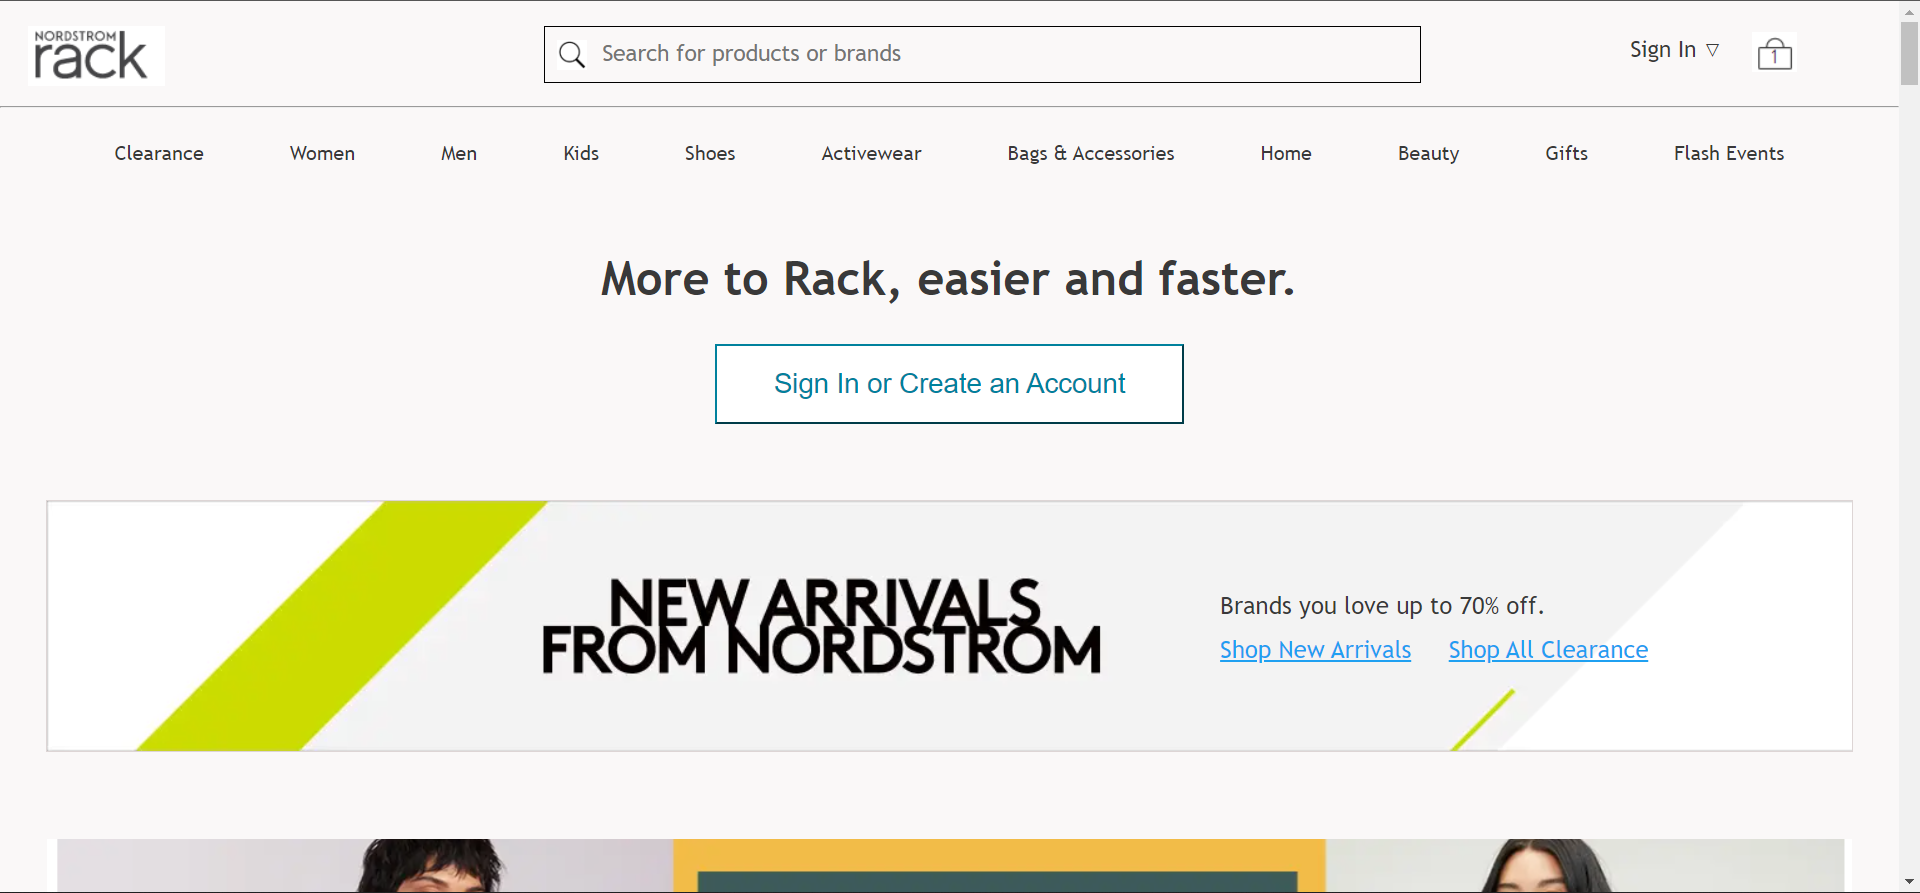 NORDSTROM
rack
Search for products or brands
Sign In ▽
1
Clearance Women Men Kids Shoes Activewear Bags & Accessories Home Beauty Gifts Flash Events
More to Rack, easier and faster.
Sign In or Create an Account
NEW ARRIVALS
FROM NORDSTROM
Brands you love up to 70% off.
Shop New Arrivals Shop All Clearance